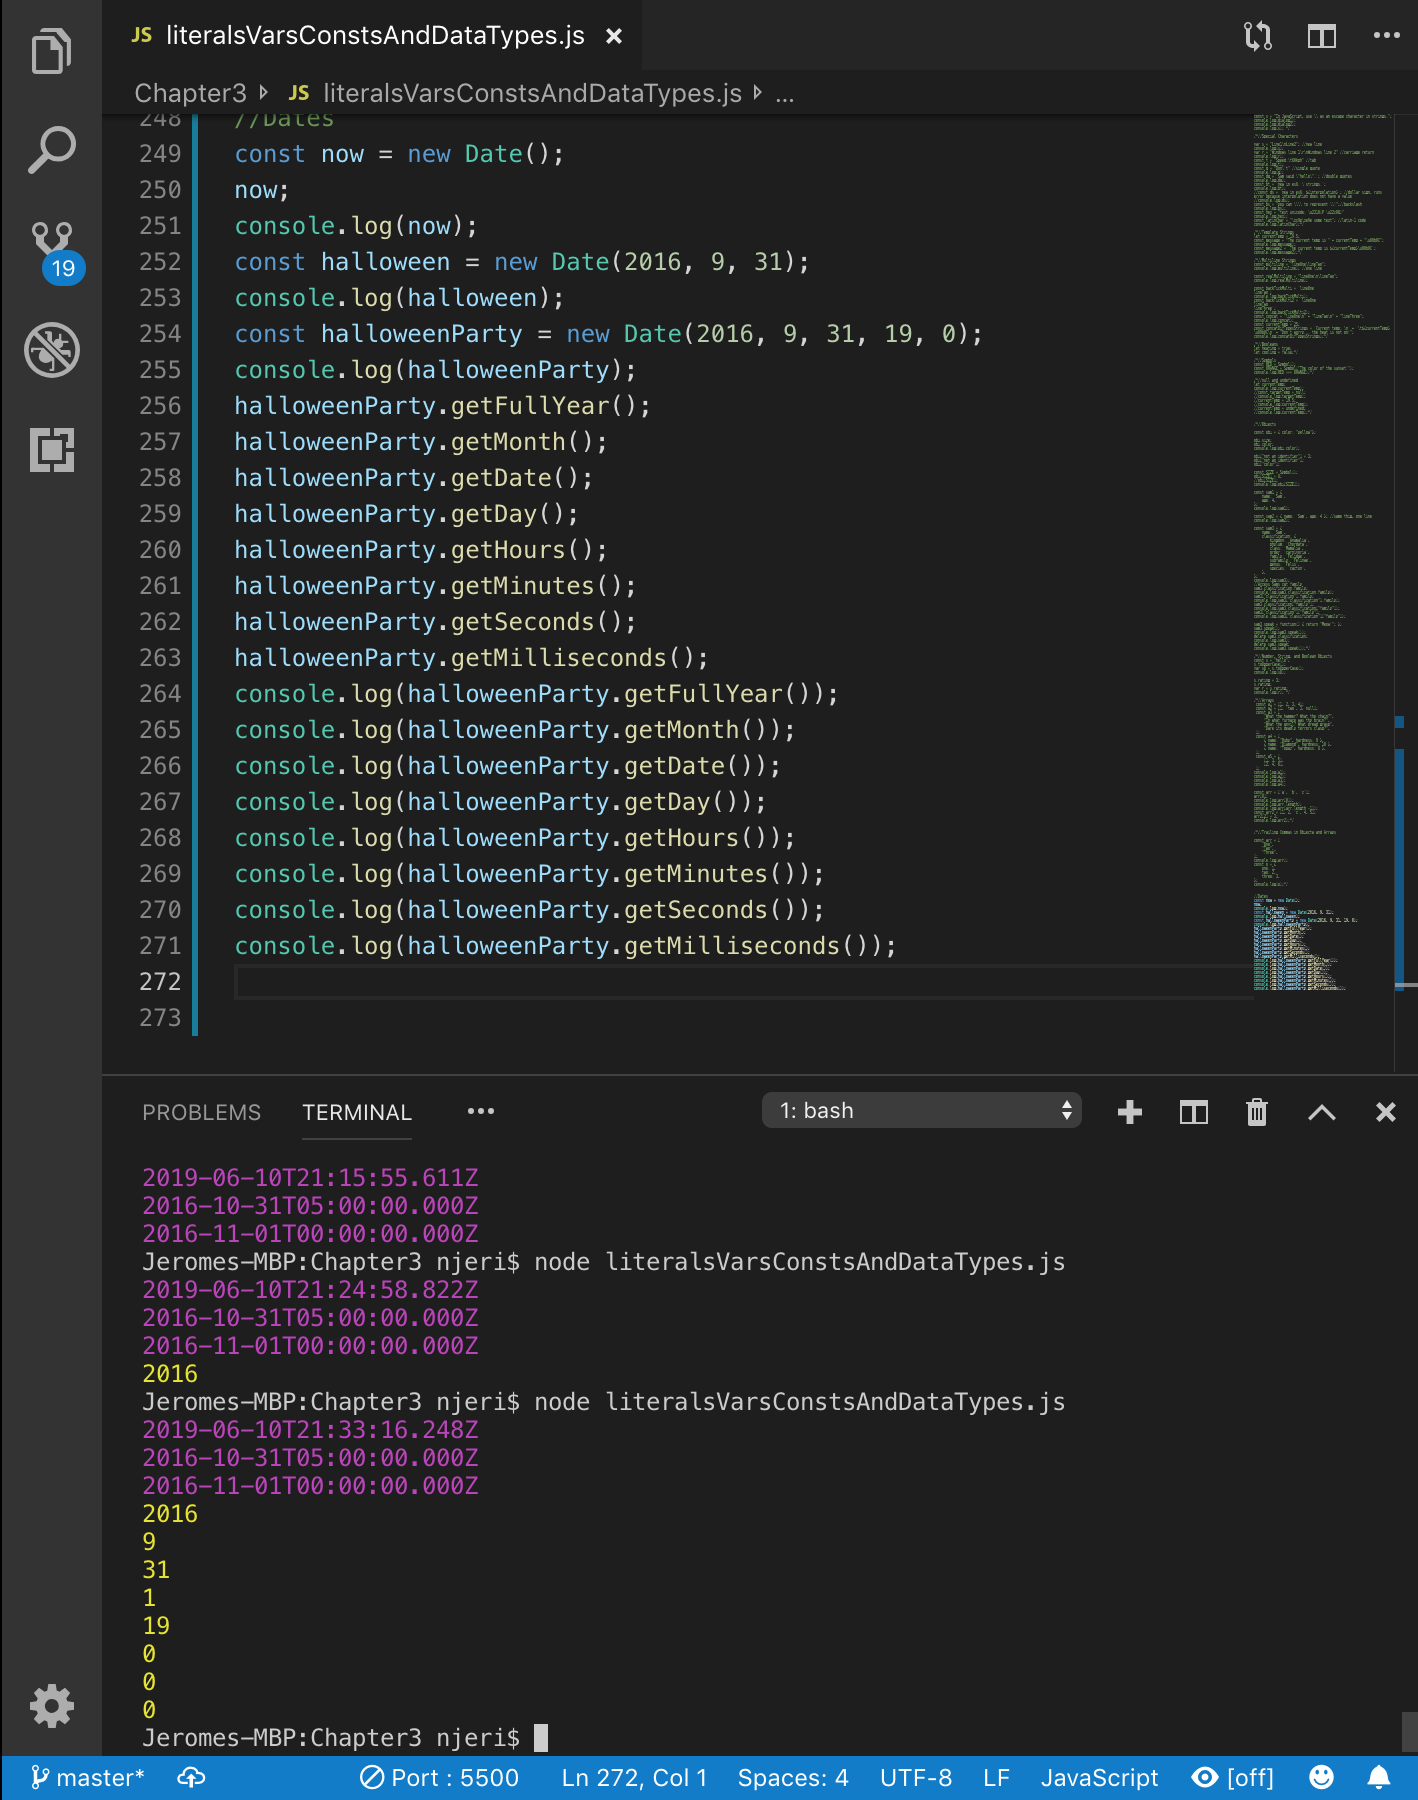 JS literalsVarsConstsAndDataTypes.js ×
Chapter3 JS literalsVarsConstsAndDataTypes.js ...
248 //Dates
249 const now = new Date();
250 now;
251 console.log(now);
252 const halloween = new Date(2016, 9, 31);
253 console.log(halloween);
254 const halloweenParty = new Date(2016, 9, 31, 19, 0);
255 console.log(halloweenParty);
256 halloweenParty.getFullYear();
257 halloweenParty.getMonth();
258 halloweenParty.getDate();
259 halloweenParty.getDay();
260 halloweenParty.getHours();
261 halloweenParty.getMinutes();
262 halloweenParty.getSeconds();
263 halloweenParty.getMilliseconds();
264 console.log(halloweenParty.getFullYear());
265 console.log(halloweenParty.getMonth());
266 console.log(halloweenParty.getDate());
267 console.log(halloweenParty.getDay());
268 console.log(halloweenParty.getHours());
269 console.log(halloweenParty.getMinutes());
270 console.log(halloweenParty.getSeconds());
271 console.log(halloweenParty.getMilliseconds());
272
273
19
PROBLEMS TERMINAL ... 1: bash
2019-06-10T21:15:55.611Z
2016-10-31T05:00:00.000Z
2016-11-01T00:00:00.000Z
Jeromes-MBP:Chapter3 njeri$ node literalsVarsConstsAndDataTypes.js
2019-06-10T21:24:58.822Z
2016-10-31T05:00:00.000Z
2016-11-01T00:00:00.000Z
2016
Jeromes-MBP:Chapter3 njeri$ node literalsVarsConstsAndDataTypes.js
2019-06-10T21:33:16.248Z
2016-10-31T05:00:00.000Z
2016-11-01T00:00:00.000Z
2016
9
31
1
19
0
0
0
Jeromes-MBP:Chapter3 njeri$
master* Port : 5500 Ln 272, Col 1 Spaces: 4 UTF-8 LF JavaScript [off]